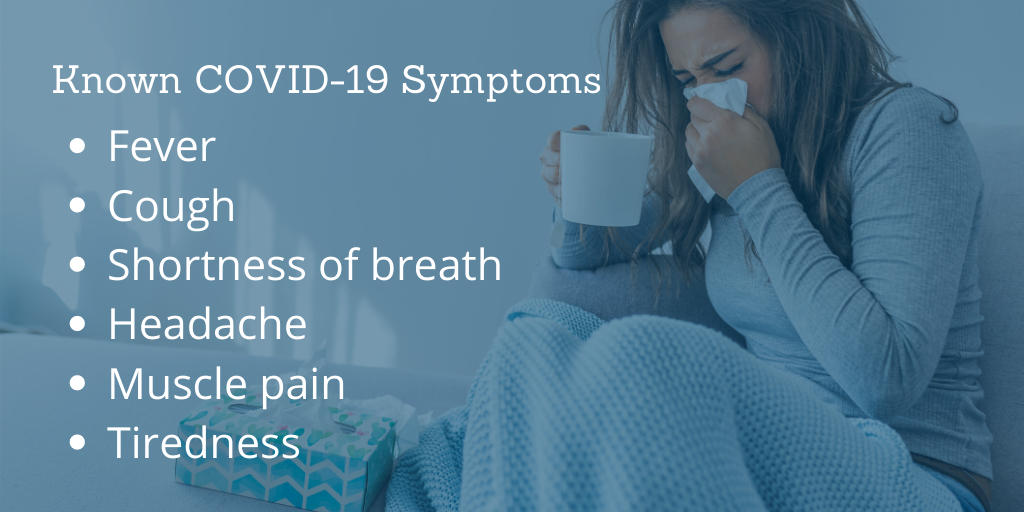 Known COVID-19 Symptoms
• Fever
• Cough
• Shortness of breath
• Headache
• Muscle pain
• Tiredness